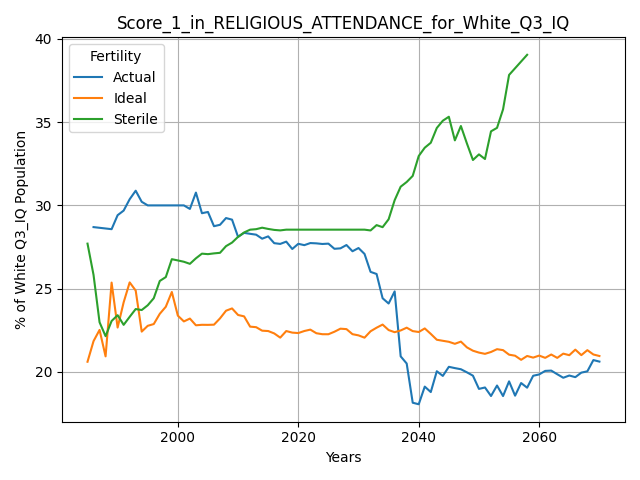 Score_1_in_RELIGIOUS_ATTENDANCE_for_White_Q3_IQ
Fertility
Actual
Ideal
Sterile
% of White Q3_IQ Population
40
35
30
25
20
2000
2020
2040
2060
Years